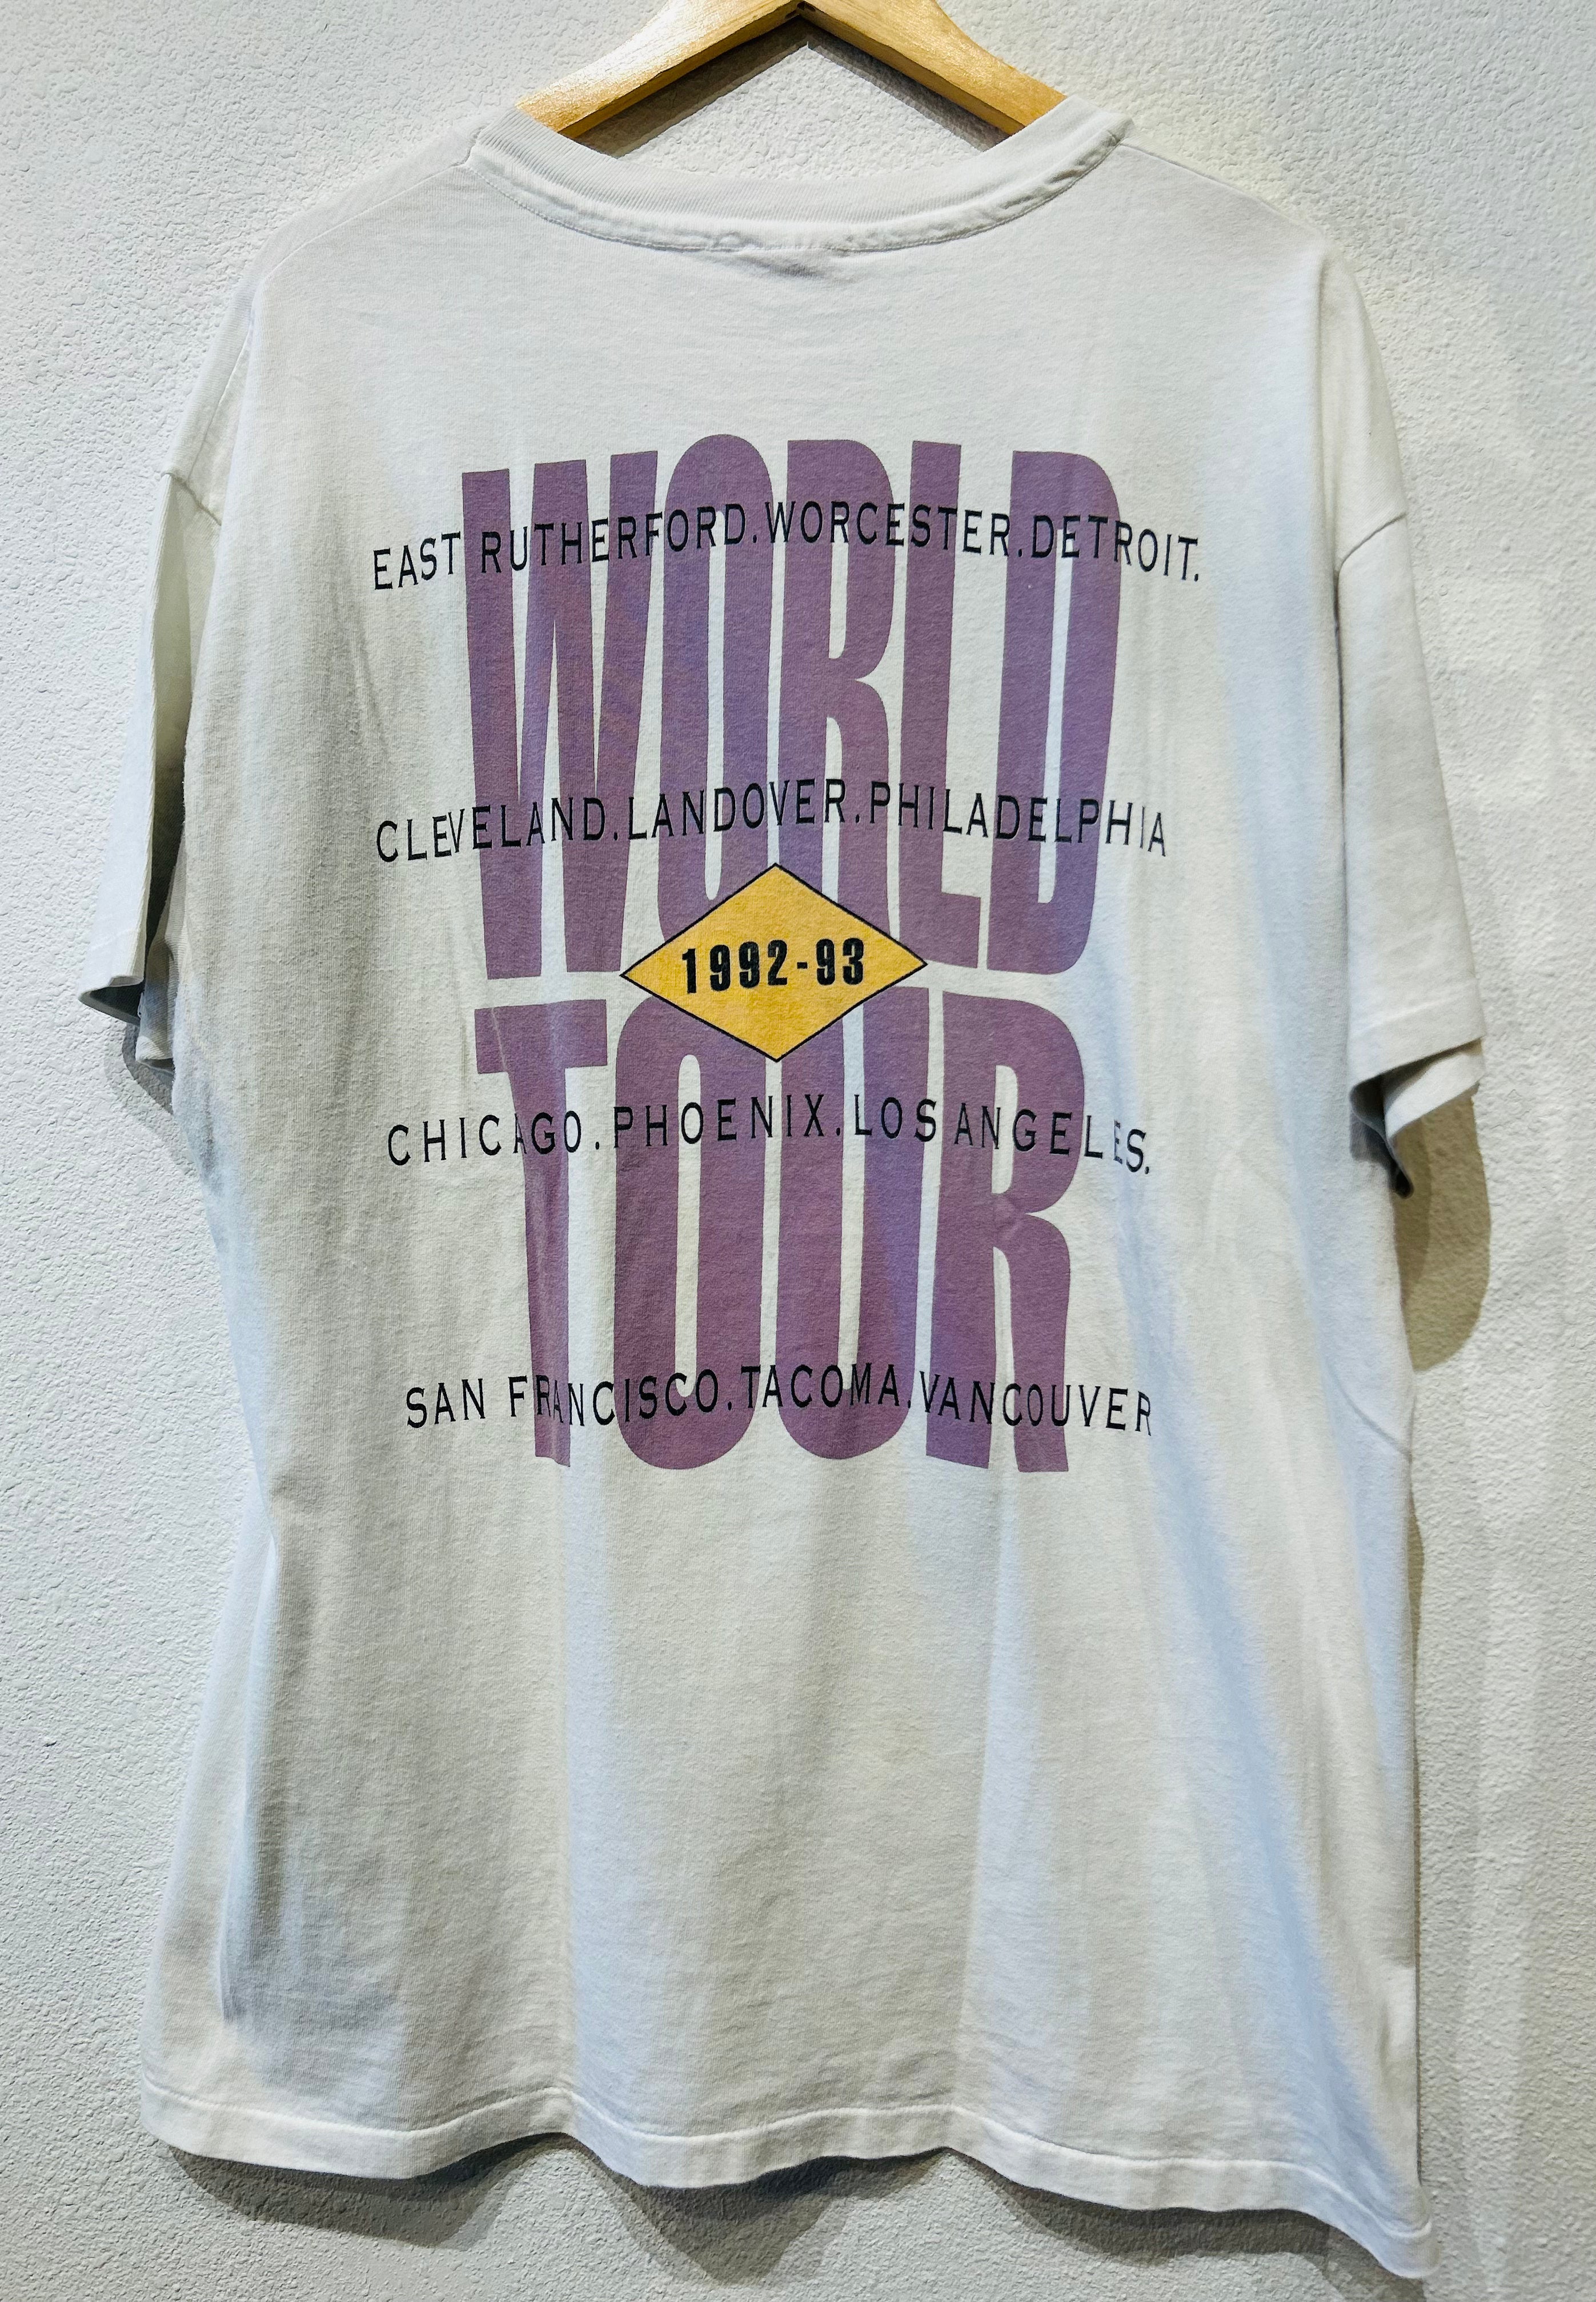 WORLD
EAST RUTHERFORD.WORCESTER.DETROIT.
CLEVELAND.LANDOVER.PHILADELPHIA
1992-93
TOUR
CHICAGO.PHOENIX.LOS ANGELES.
SAN FRANCISCO.TACOMA.VANCOUVER